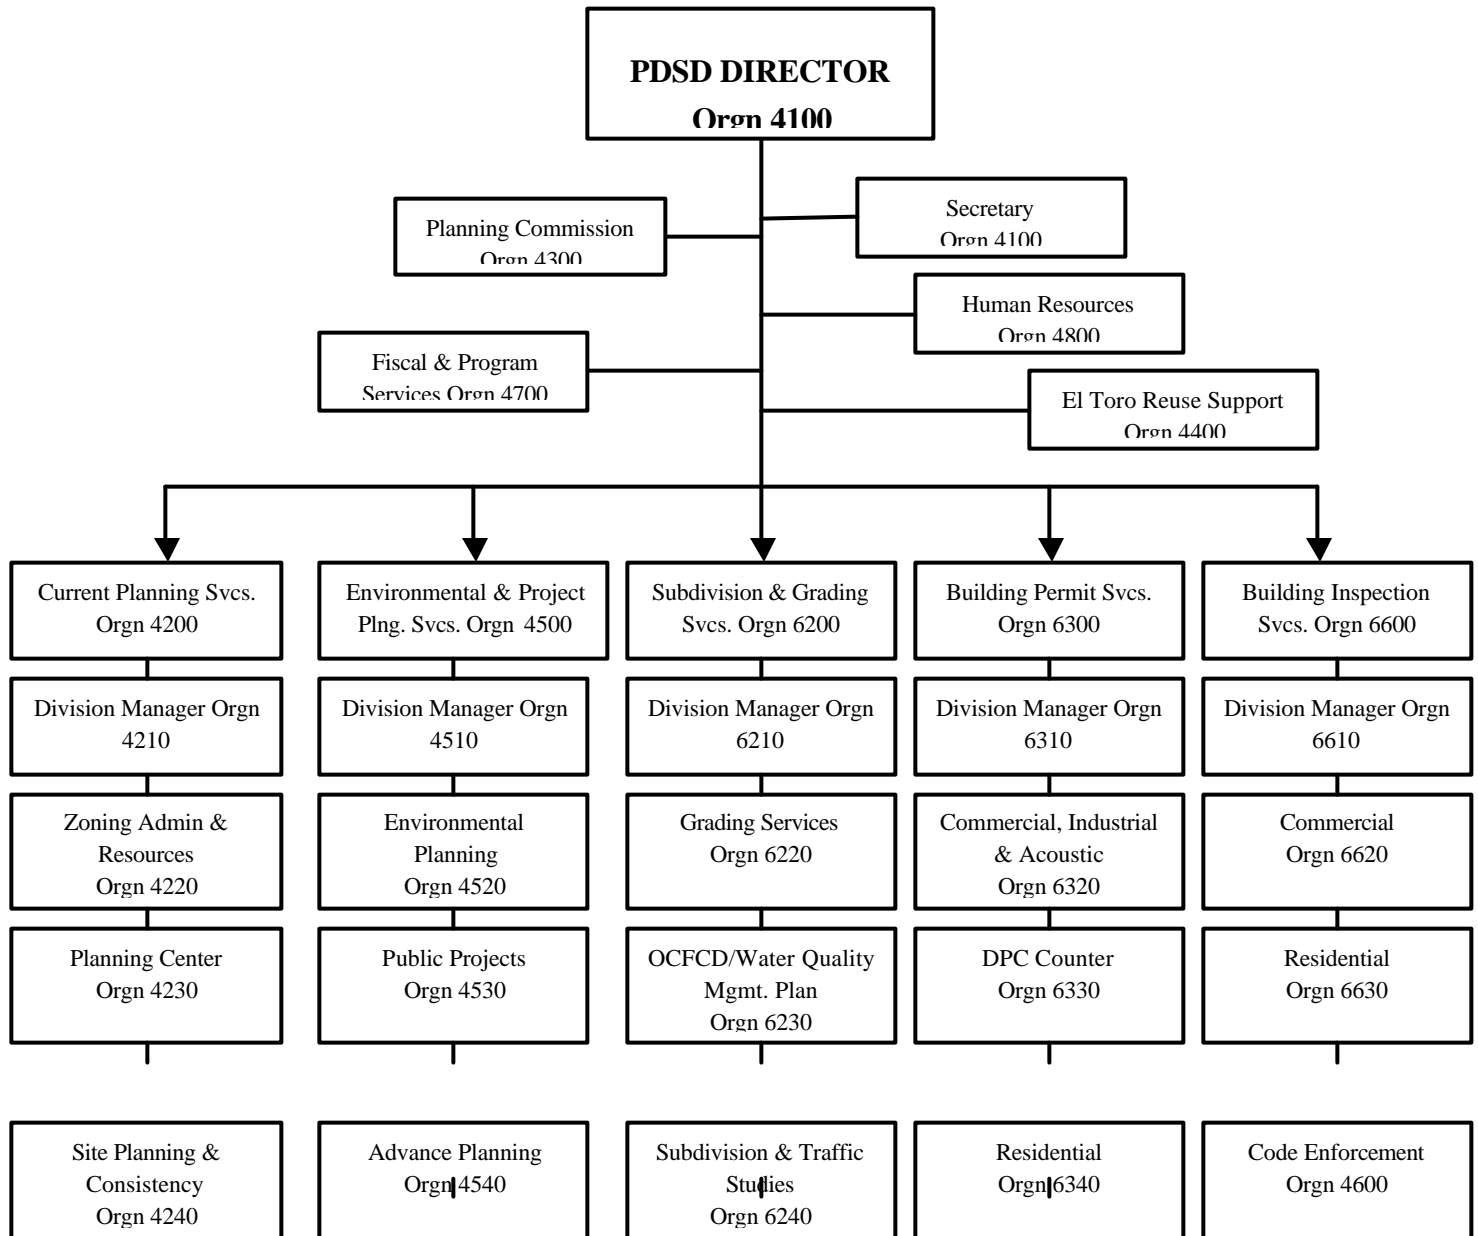 PDSD DIRECTOR
Orgn 4100
Secretary
Orgn 4100
Planning Commission
Orgn 4300
Human Resources
Orgn 4800
Fiscal & Program
Services Orgn 4700
El Toro Reuse Support
Orgn 4400
Current Planning Svcs.
Orgn 4200
Environmental & Project
Plng. Svcs. Orgn 4500
Subdivision & Grading
Svcs. Orgn 6200
Building Permit Svcs.
Orgn 6300
Building Inspection
Svcs. Orgn 6600
Division Manager Orgn
4210
Division Manager Orgn
4510
Division Manager Orgn
6210
Division Manager Orgn
6310
Division Manager Orgn
6610
Zoning Admin &
Resources
Orgn 4220
Environmental
Planning
Orgn 4520
Grading Services
Orgn 6220
Commercial, Industrial
& Acoustic
Orgn 6320
Commercial
Orgn 6620
Planning Center
Orgn 4230
Public Projects
Orgn 4530
OCFCD/Water Quality
Mgmt. Plan
Orgn 6230
DPC Counter
Orgn 6330
Residential
Orgn 6630
Site Planning &
Consistency
Orgn 4240
Advance Planning
Orgn 4540
Subdivision & Traffic
Studies
Orgn 6240
Residential
Orgn 6340
Code Enforcement
Orgn 4600